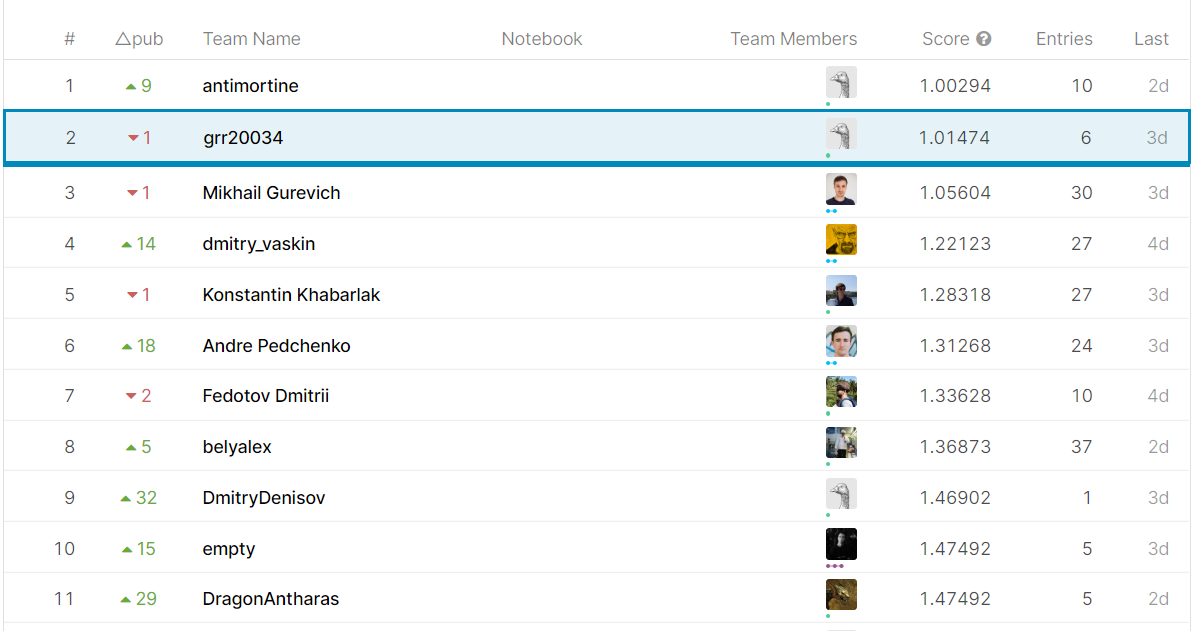 # △pub Team Name Notebook Team Members Score ? Entries Last
1 ▲ 9 antimortine 1.00294 10 2d
2 ▼ 1 grr20034 1.01474 6 3d
3 ▼ 1 Mikhail Gurevich 1.05604 30 3d
4 ▲ 14 dmitry_vaskin 1.22123 27 4d
5 ▼ 1 Konstantin Khabarlak 1.28318 27 3d
6 ▲ 18 Andre Pedchenko 1.31268 24 3d
7 ▼ 2 Fedotov Dmitrii 1.33628 10 4d
8 ▲ 5 belyalex 1.36873 37 2d
9 ▲ 32 DmitryDenisov 1.46902 1 3d
10 ▲ 15 empty 1.47492 5 3d
11 ▲ 29 DragonAntharas 1.47492 5 2d